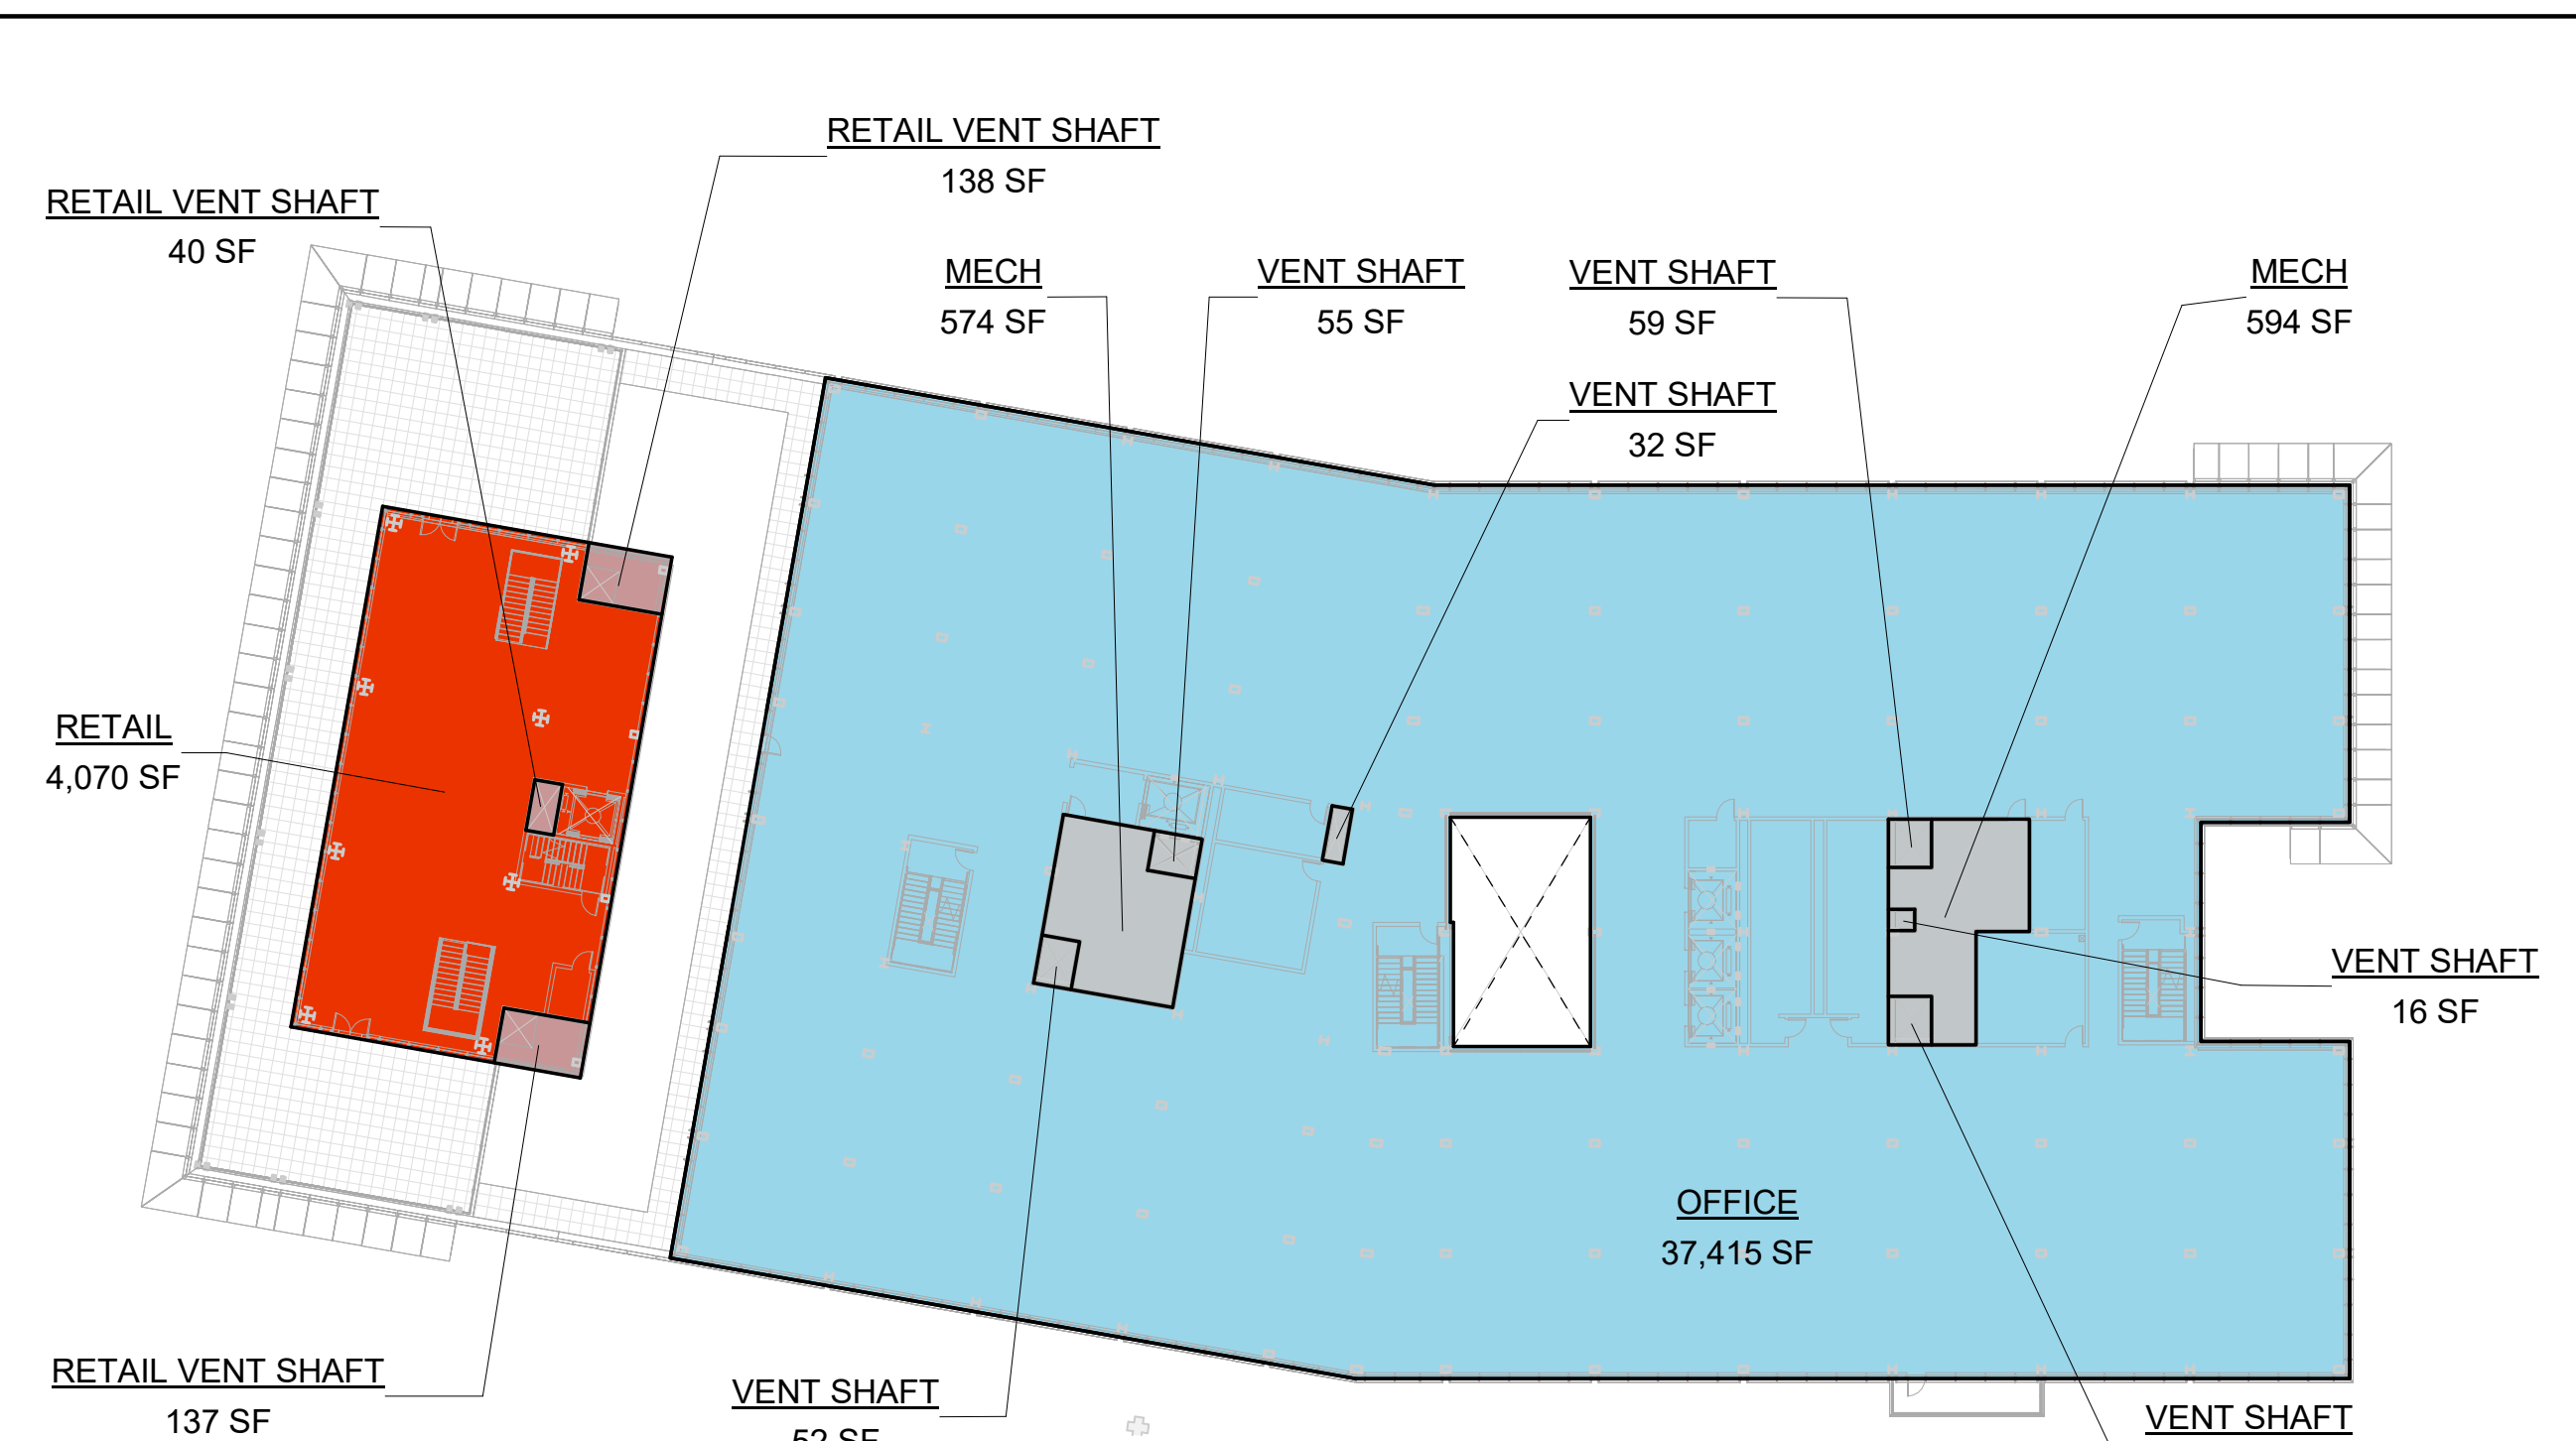 RETAIL VENT SHAFT
138 SF
RETAIL VENT SHAFT
40 SF
MECH
574 SF
VENT SHAFT
55 SF
VENT SHAFT
59 SF
MECH
594 SF
VENT SHAFT
32 SF
RETAIL
4,070 SF
VENT SHAFT
16 SF
OFFICE
37,415 SF
RETAIL VENT SHAFT
137 SF
VENT SHAFT
52 SF
VENT SHAFT